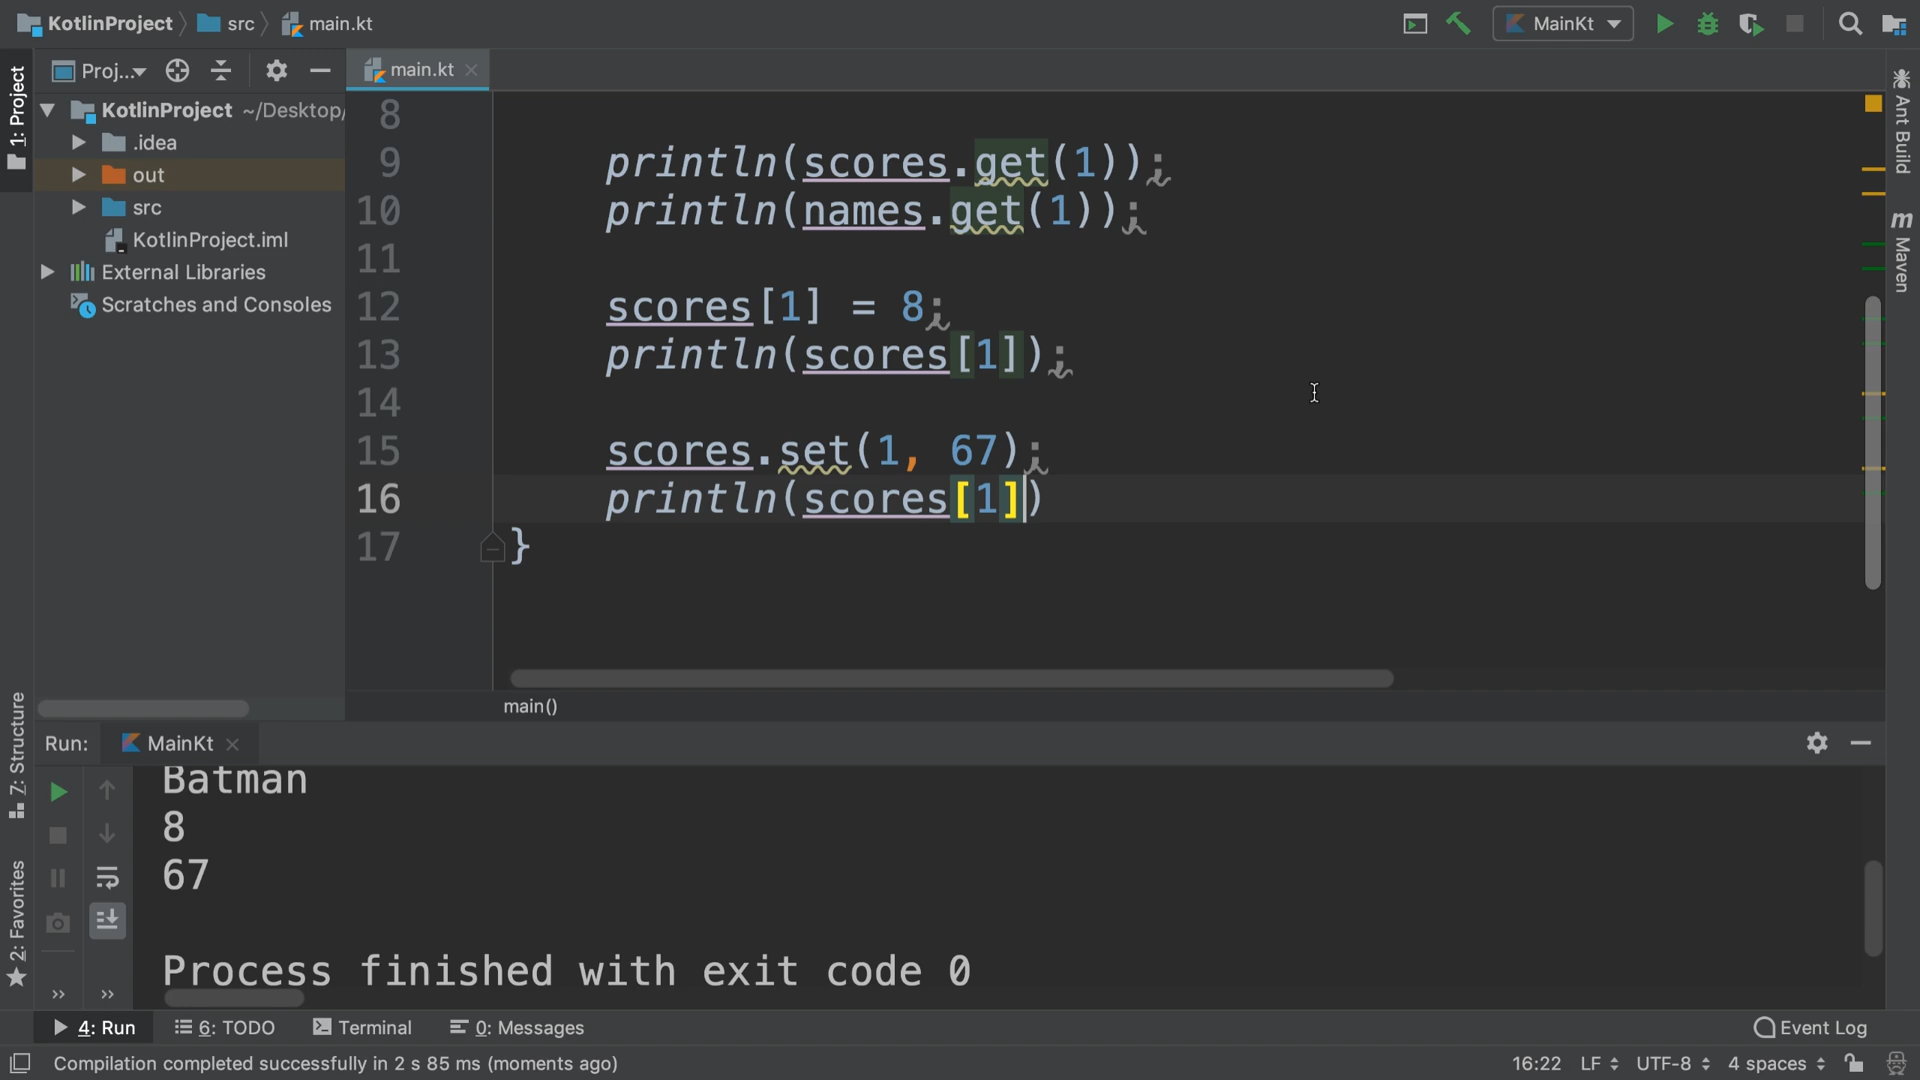 KotlinProject src main.kt MainKt
1: Project Proj... main.kt
KotlinProject ~/Desktop/
.idea
out
src
KotlinProject.iml
External Libraries
Scratches and Consoles
8
9 println(scores.get(1));
10 println(names.get(1));
11
12 scores[1] = 8;
13 println(scores[1]);
14
15 scores.set(1, 67);
16 println(scores[1])
17 }
main()
Ant Build
m Maven
7: Structure
2: Favorites
Run: MainKt
Batman
8
67
Process finished with exit code 0
4: Run 6: TODO Terminal 0: Messages Event Log
Compilation completed successfully in 2 s 85 ms (moments ago) 16:22 LF UTF-8 4 spaces